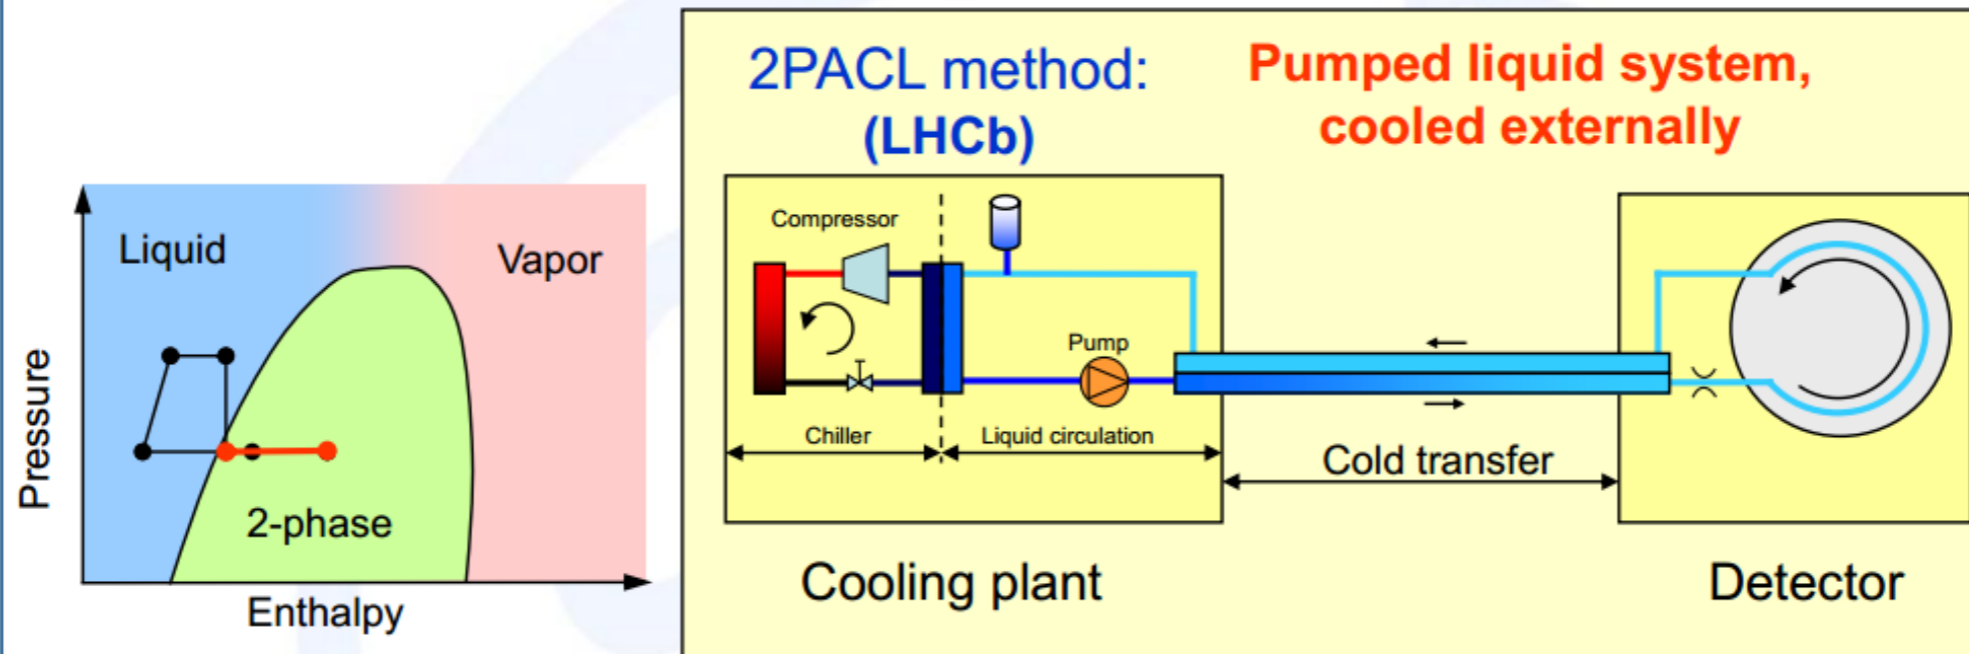 2PACL method:
(LHCb)
Pumped liquid system,
cooled externally
Liquid
Vapor
2-phase
Pressure
Enthalpy
Compressor
Pump
Chiller
Liquid circulation
Cold transfer
Cooling plant
Detector